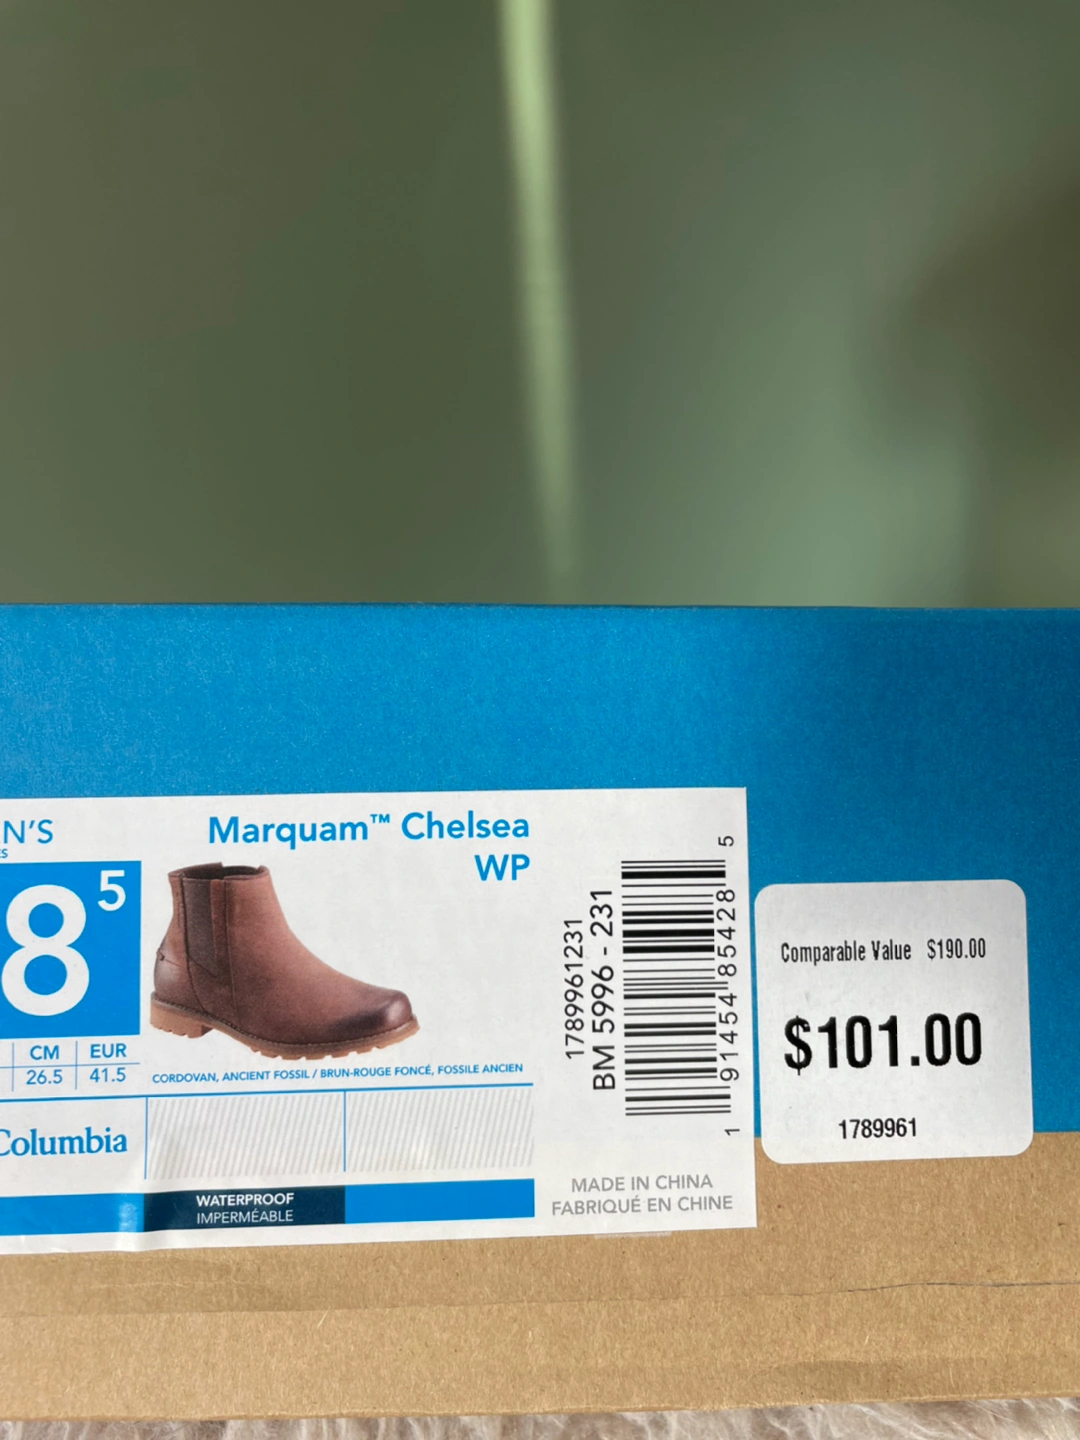 N'S
8 5
CM EUR
26.5 41.5
Columbia
Marquam™ Chelsea
WP
CORDOVAN, ANCIENT FOSSIL / BRUN-ROUGE FONCÉ, FOSSILE ANCIEN
WATERPROOF
IMPERMÉABLE
1789961231
BM 5996 - 231
1 91454 85428 5
MADE IN CHINA
FABRIQUÉ EN CHINE
Comparable Value $190.00
$101.00
1789961